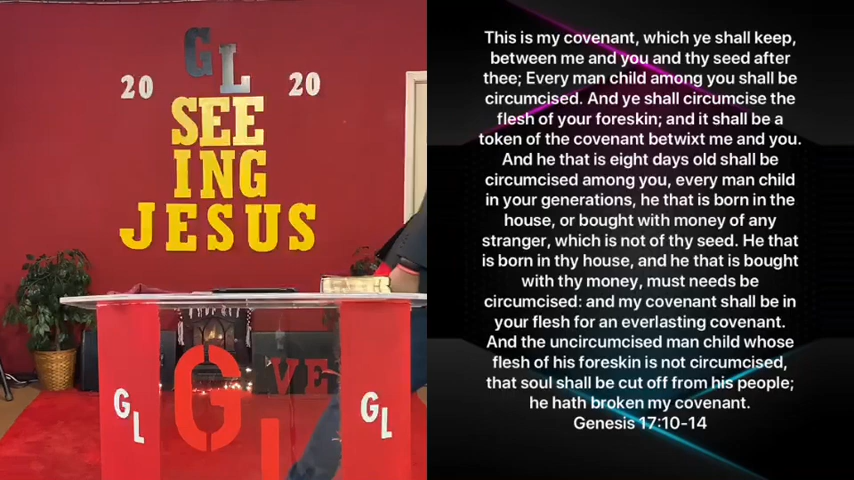 GL
20 20
SEE
ING
JESUS
G VE
GL GL
This is my covenant, which ye shall keep,
between me and you and thy seed after
thee; Every man child among you shall be
circumcised. And ye shall circumcise the
flesh of your foreskin; and it shall be a
token of the covenant betwixt me and you.
And he that is eight days old shall be
circumcised among you, every man child
in your generations, he that is born in the
house, or bought with money of any
stranger, which is not of thy seed. He that
is born in thy house, and he that is bought
with thy money, must needs be
circumcised: and my covenant shall be in
your flesh for an everlasting covenant.
And the uncircumcised man child whose
flesh of his foreskin is not circumcised,
that soul shall be cut off from his people;
he hath broken my covenant.
Genesis 17:10-14